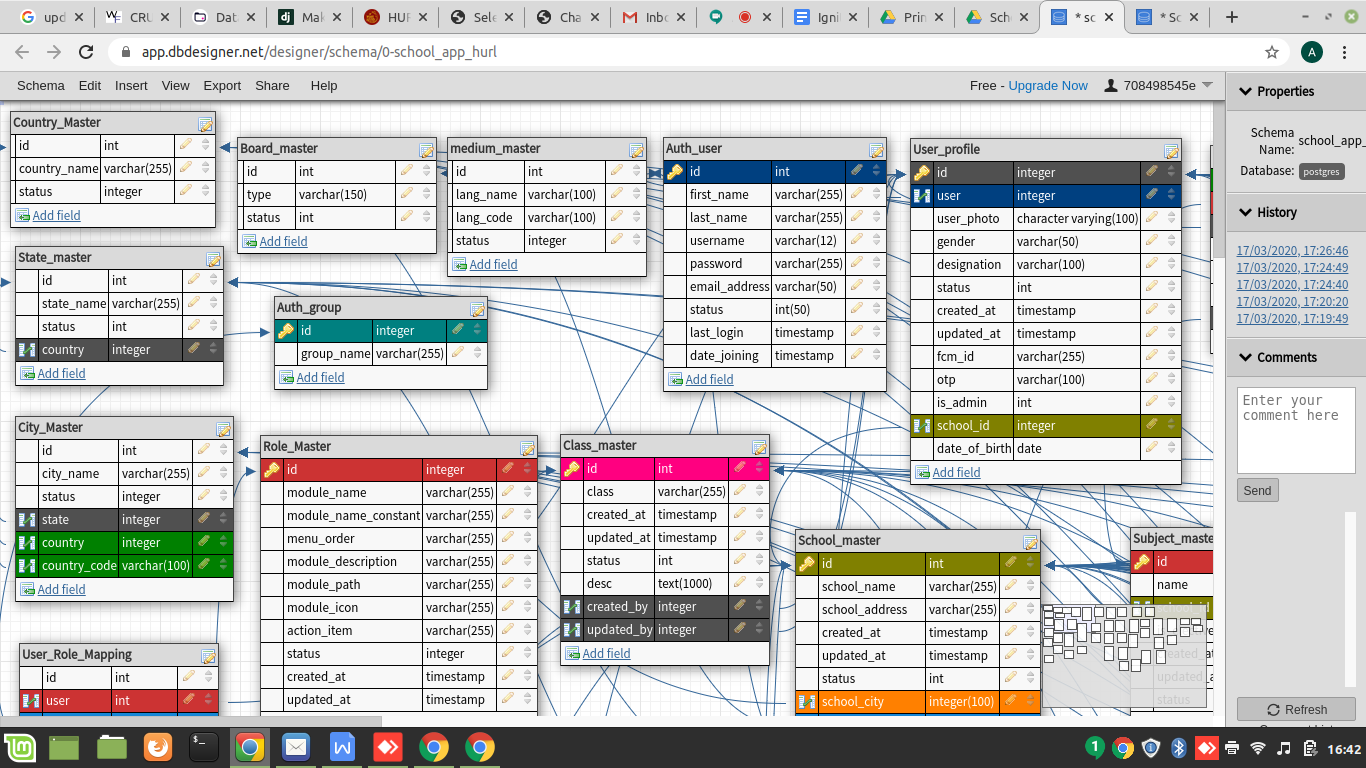 upd
CRU
Dat
Mak
HUF
Sele
Cha
Inbo
Igni
Prin
Sch
* sc
* Sc
app.dbdesigner.net/designer/schema/0-school_app_hurl
A
Schema Edit Insert View Export Share Help
Free - Upgrade Now
708498545e
Country_Master
id int
country_name varchar(255)
status integer
Add field
Board_master
id int
type varchar(150)
status int
Add field
medium_master
id int
lang_name varchar(100)
lang_code varchar(100)
status integer
Add field
Auth_user
id int
first_name varchar(255)
last_name varchar(255)
username varchar(12)
password varchar(255)
email_address varchar(50)
status int(50)
last_login timestamp
date_joining timestamp
Add field
User_profile
id integer
user integer
user_photo character varying(100)
gender varchar(50)
designation varchar(100)
status int
created_at timestamp
updated_at timestamp
fcm_id varchar(255)
otp varchar(100)
is_admin int
school_id integer
date_of_birth date
Add field
State_master
id int
state_name varchar(255)
status int
country integer
Add field
Auth_group
id integer
group_name varchar(255)
Add field
City_Master
id int
city_name varchar(255)
status integer
state integer
country integer
country_code varchar(100)
Add field
Role_Master
id integer
module_name varchar(255)
module_name_constant varchar(255)
menu_order varchar(255)
module_description varchar(255)
module_path varchar(255)
module_icon varchar(255)
action_item varchar(255)
status integer
created_at timestamp
updated_at timestamp
Class_master
id int
class varchar(255)
created_at timestamp
updated_at timestamp
status int
desc text(1000)
created_by integer
updated_by integer
Add field
School_master
id int
school_name varchar(255)
school_address varchar(255)
created_at timestamp
updated_at timestamp
status int
school_city integer(100)
Subject_maste
id
name
school_id
created_a
updated_a
status
User_Role_Mapping
id int
user int
Properties
Schema Name: school_app_
Database: postgres
History
17/03/2020, 17:26:46
17/03/2020, 17:24:49
17/03/2020, 17:24:40
17/03/2020, 17:20:20
17/03/2020, 17:19:49
Comments
Enter your
comment here
Send
Refresh
16:42